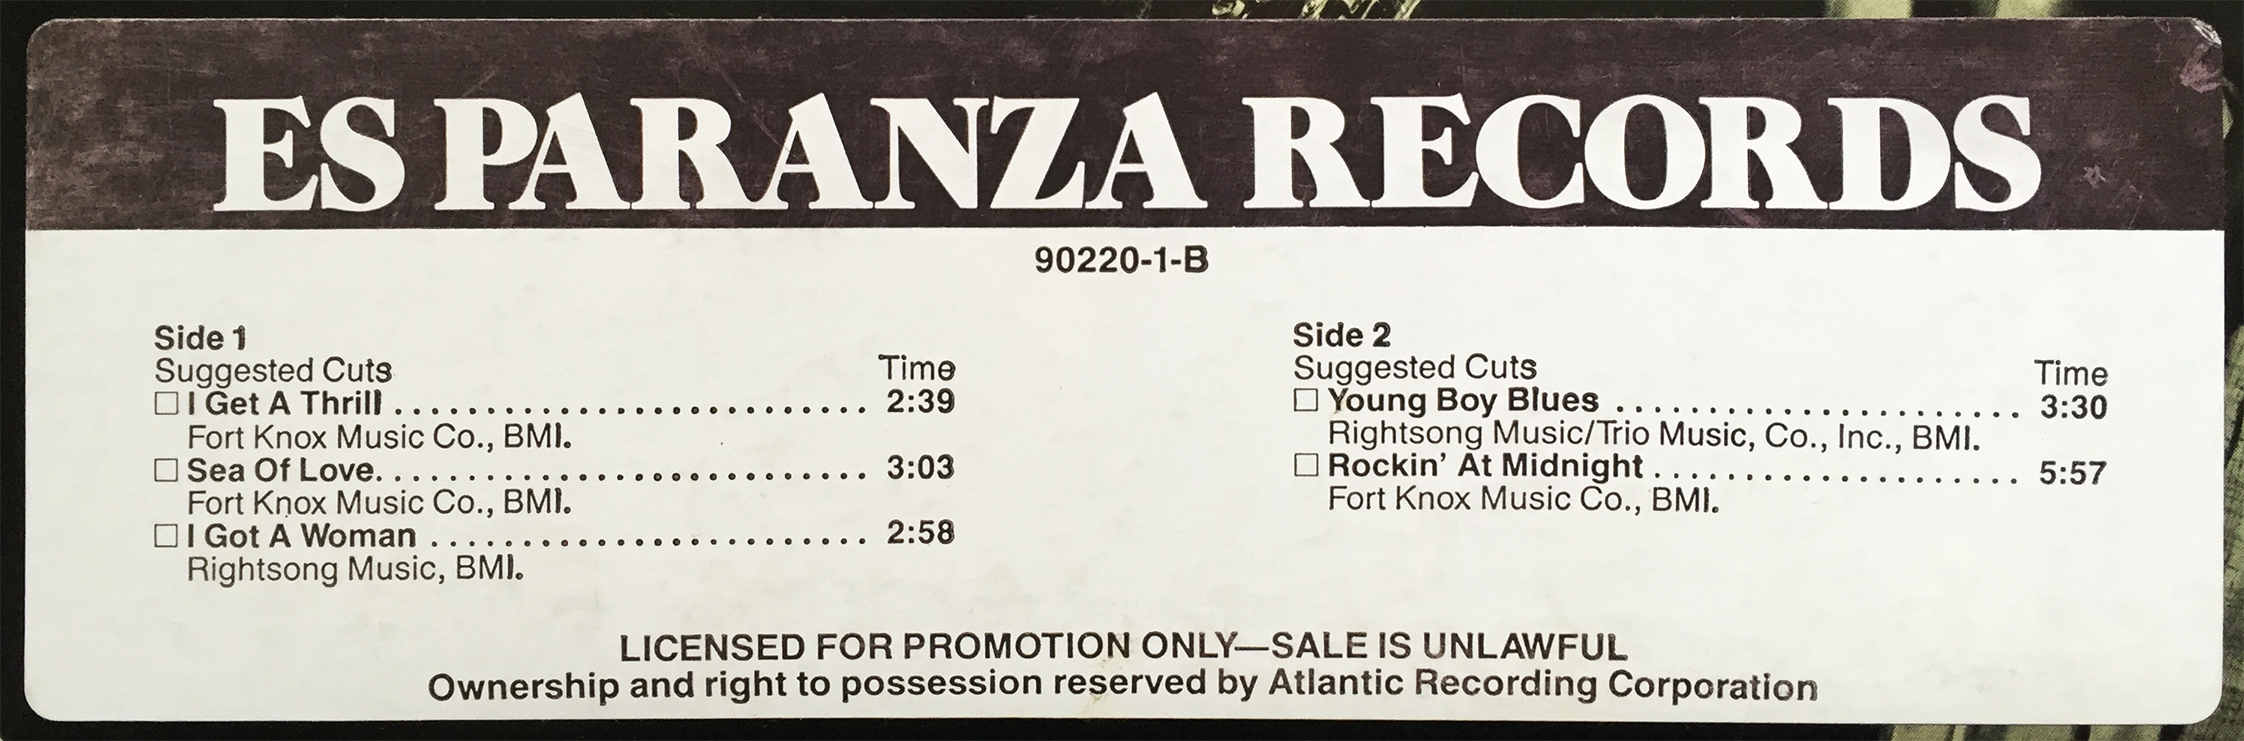 ES PARANZA RECORDS
90220-1-B
Side 1
Suggested Cuts Time
☐ I Get A Thrill ........................... 2:39
Fort Knox Music Co., BMI.
☐ Sea Of Love............................ 3:03
Fort Knox Music Co., BMI.
☐ I Got A Woman ......................... 2:58
Rightsong Music, BMI.
Side 2
Suggested Cuts Time
☐ Young Boy Blues ....................... 3:30
Rightsong Music/Trio Music, Co., Inc., BMI.
☐ Rockin' At Midnight .................... 5:57
Fort Knox Music Co., BMI.
LICENSED FOR PROMOTION ONLY—SALE IS UNLAWFUL
Ownership and right to possession reserved by Atlantic Recording Corporation